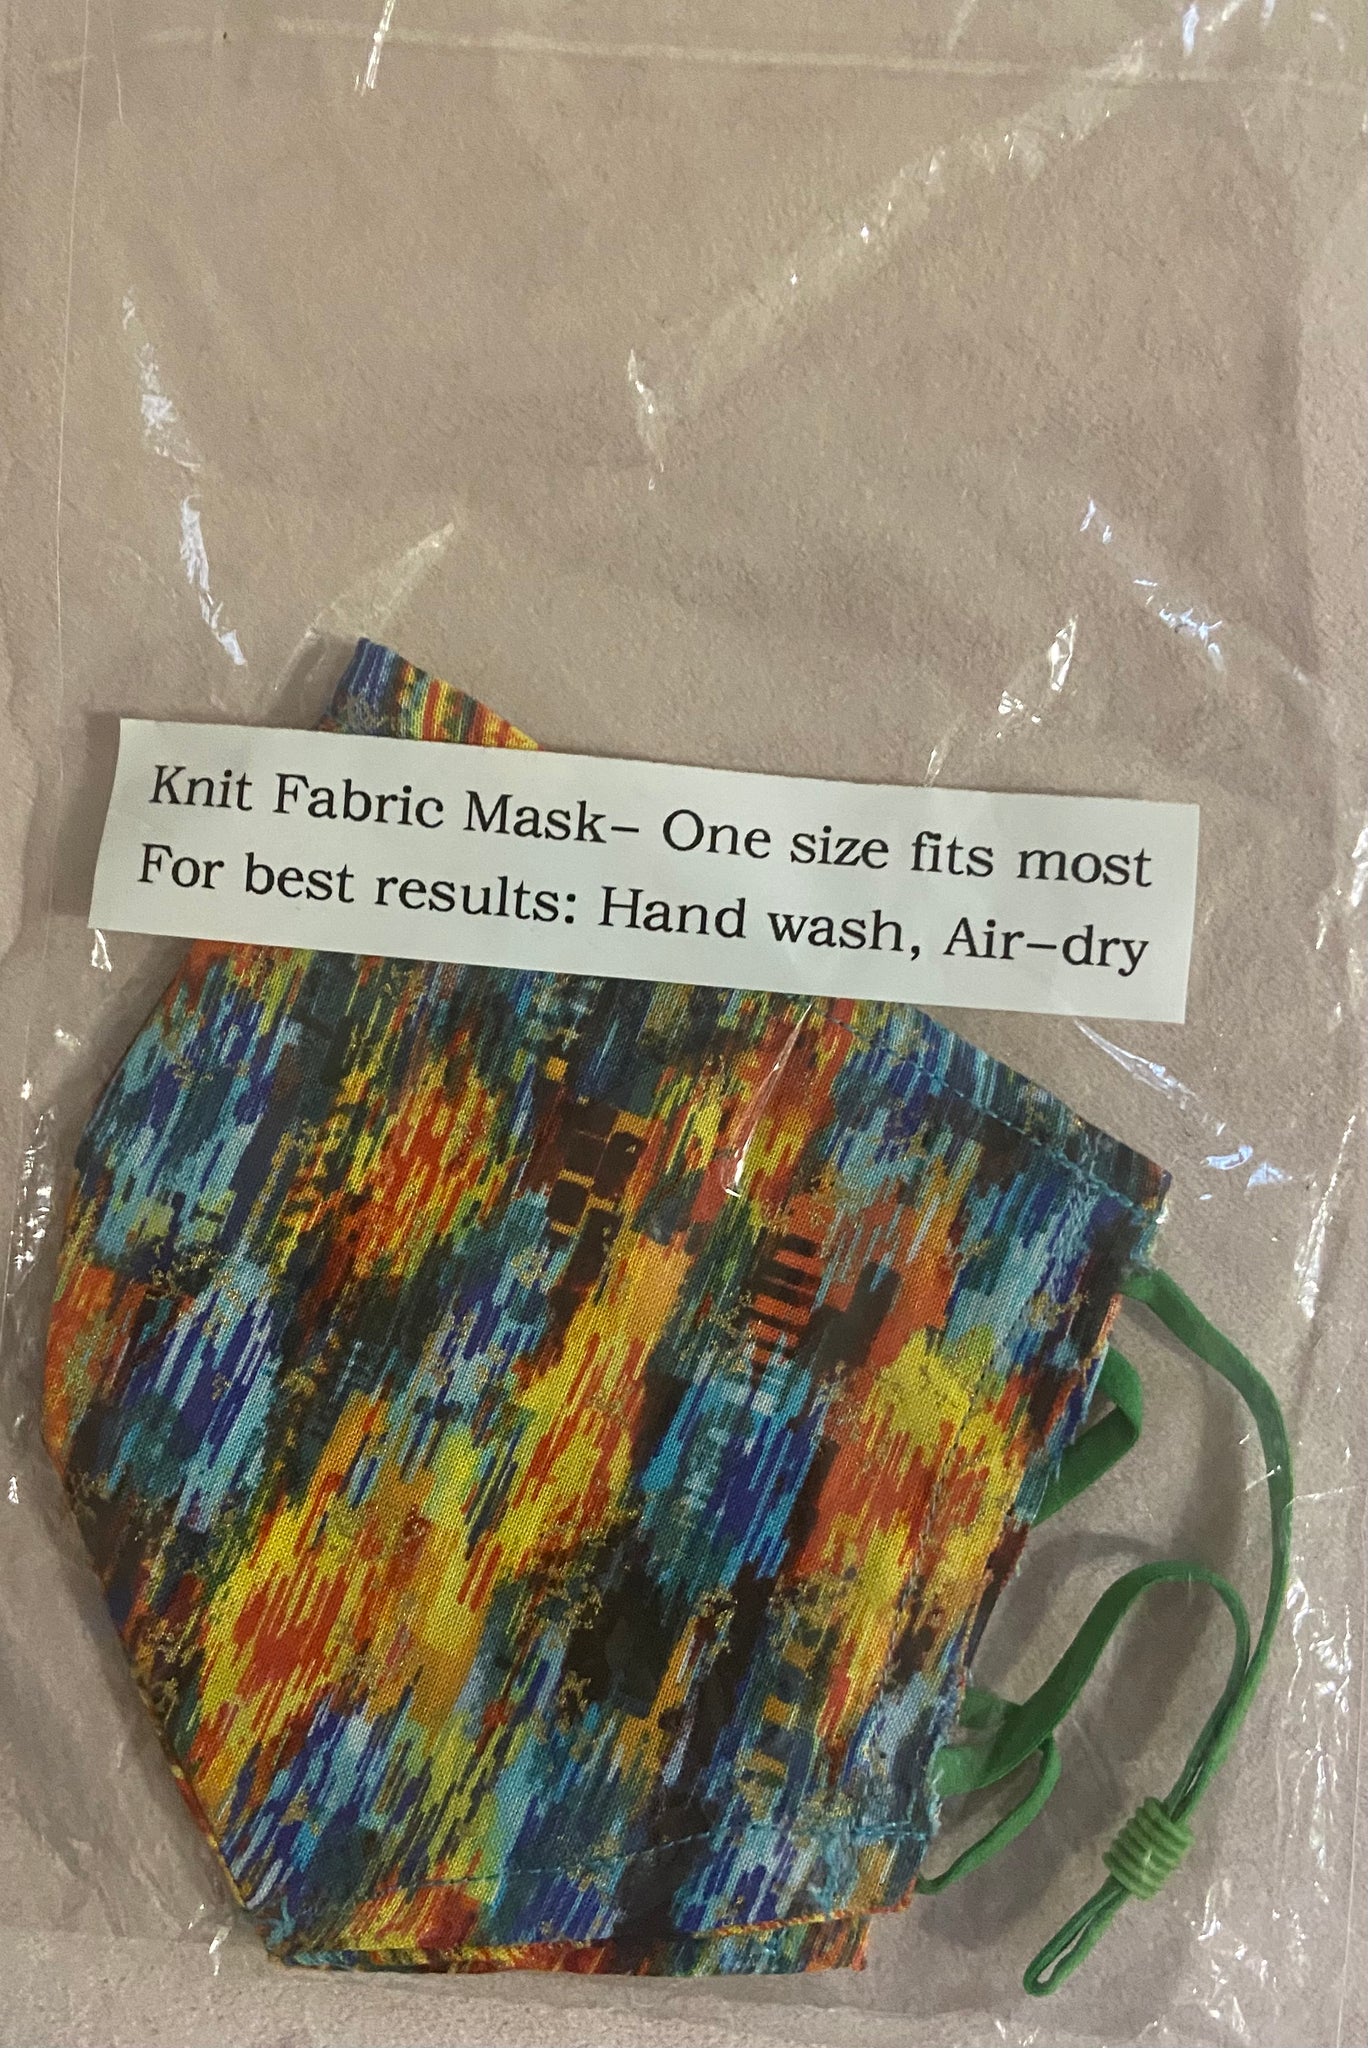 Knit Fabric Mask– One size fits most
For best results: Hand wash, Air–dry